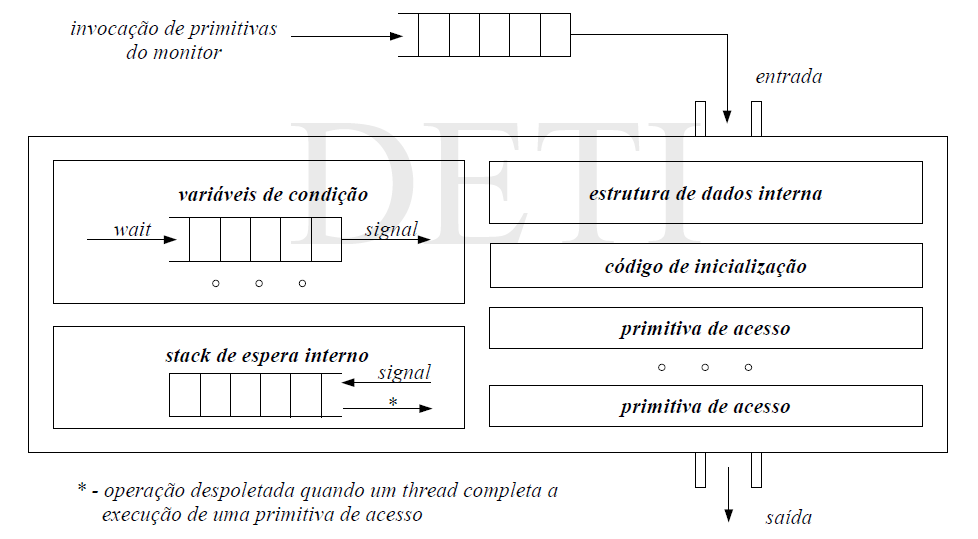 invocação de primitivas
do monitor
entrada
DETI
variáveis de condição
wait
signal
estrutura de dados interna
código de inicialização
primitiva de acesso
stack de espera interno
signal
*
primitiva de acesso
* - operação despoletada quando um thread completa a
execução de uma primitiva de acesso
saída